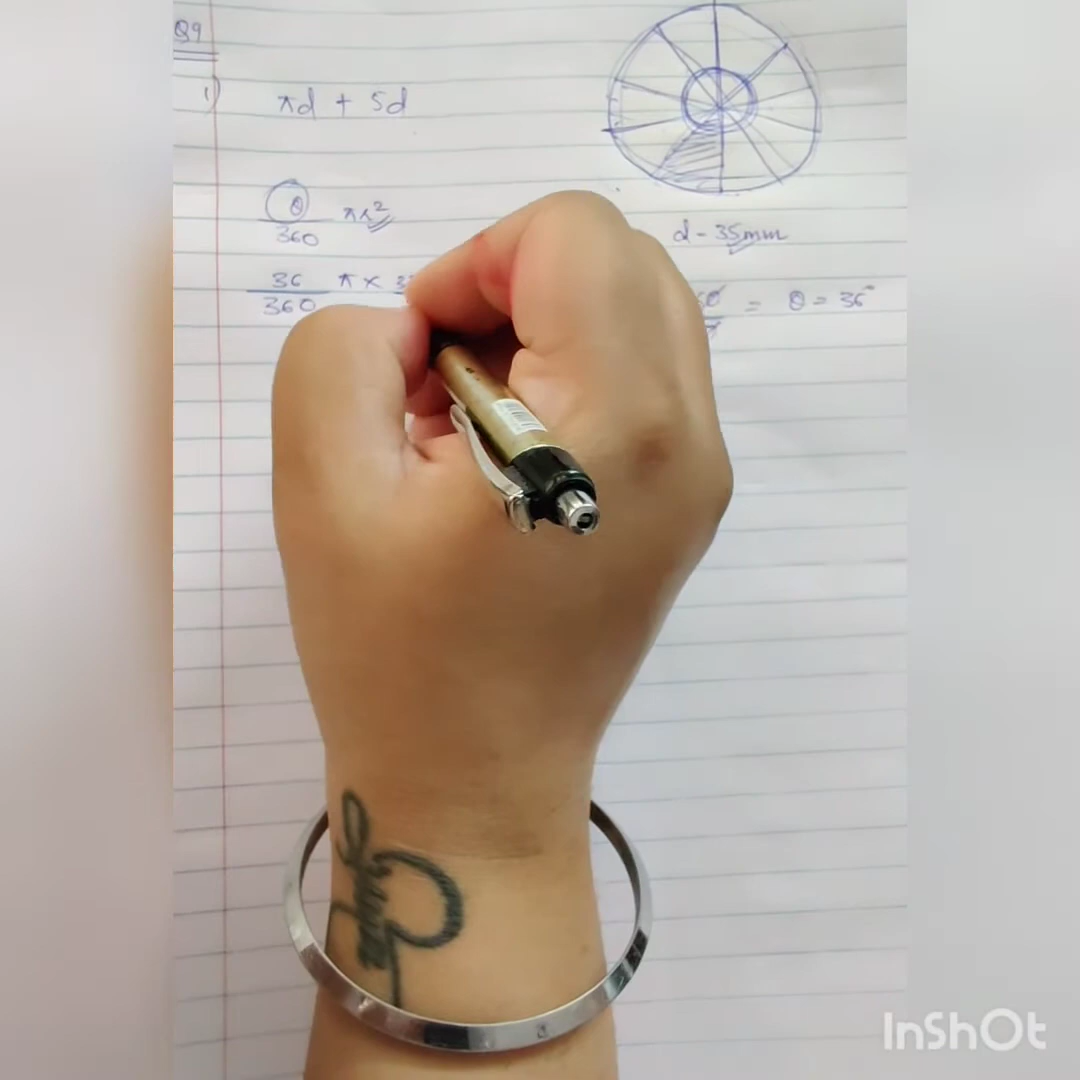 Q9
1)
πd + 5d
θ/360 πr²
d - 35mm
36/360 π ×
= θ = 36°
InShOt